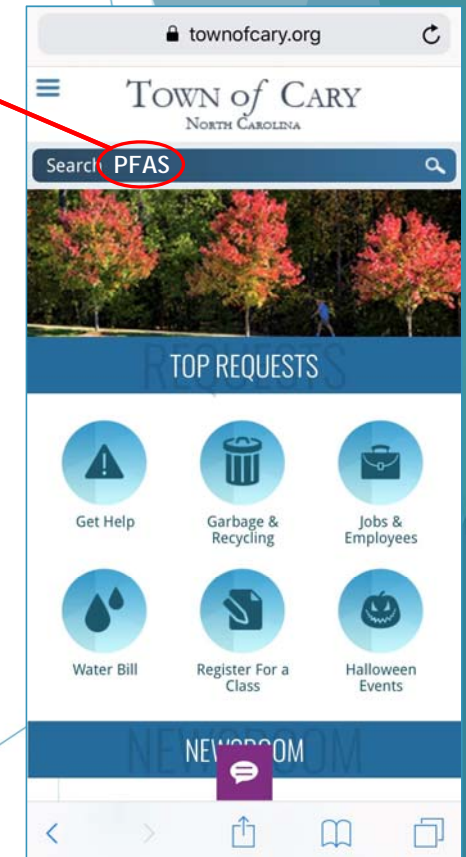 townofcary.org
TOWN of CARY
NORTH CAROLINA
Search PFAS
TOP REQUESTS
REQUESTS
Get Help
Garbage &
Recycling
Jobs &
Employees
Water Bill
Register For a
Class
Halloween
Events
NEWSROOM